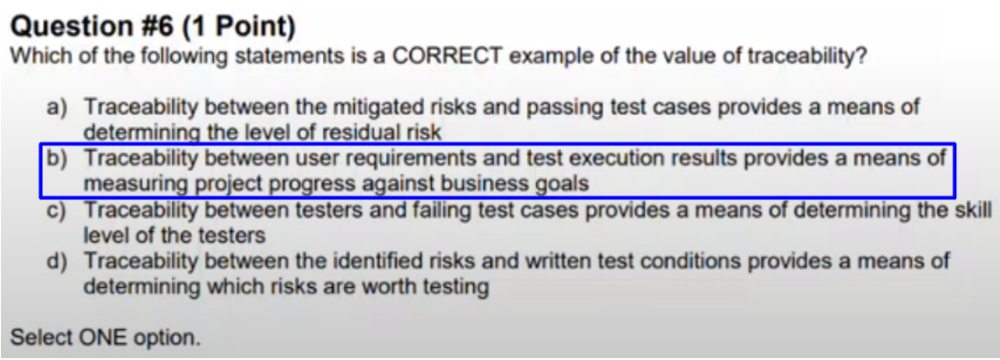 Question #6 (1 Point)
Which of the following statements is a CORRECT example of the value of traceability?
a) Traceability between the mitigated risks and passing test cases provides a means of
determining the level of residual risk
b) Traceability between user requirements and test execution results provides a means of
measuring project progress against business goals
c) Traceability between testers and failing test cases provides a means of determining the skill
level of the testers
d) Traceability between the identified risks and written test conditions provides a means of
determining which risks are worth testing
Select ONE option.